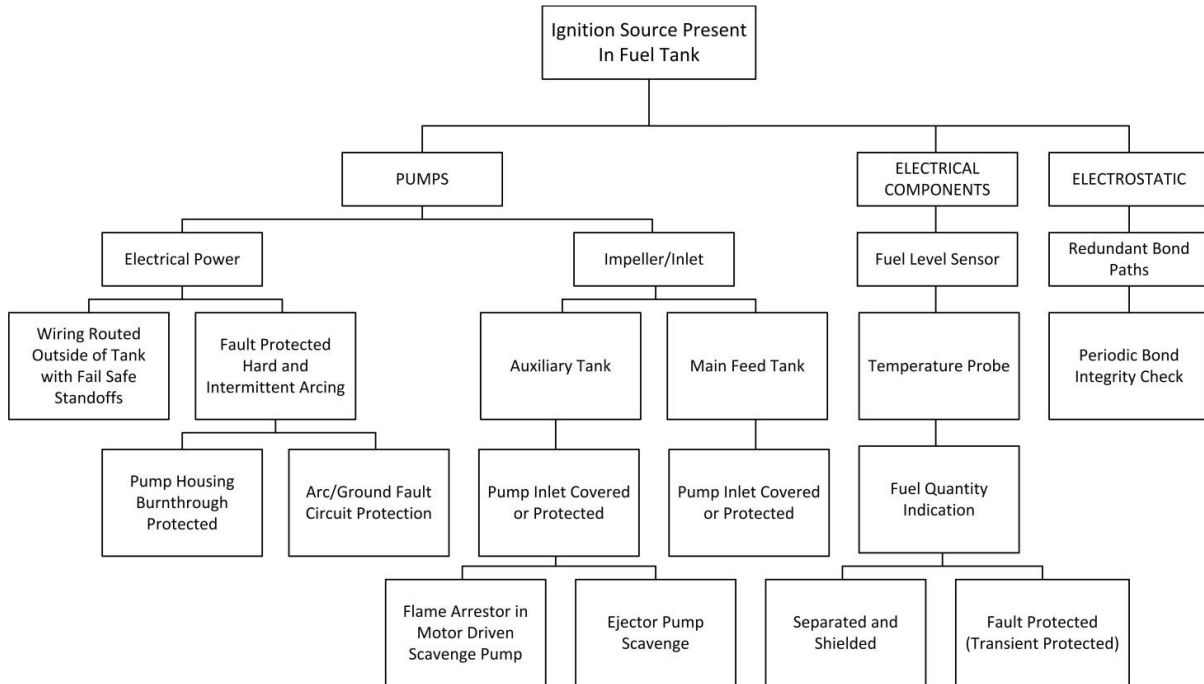 Ignition Source Present
In Fuel Tank
PUMPS
ELECTRICAL
COMPONENTS
ELECTROSTATIC
Electrical Power
Impeller/Inlet
Fuel Level Sensor
Redundant Bond
Paths
Wiring Routed
Outside of Tank
with Fail Safe
Standoffs
Fault Protected
Hard and
Intermittent Arcing
Auxiliary Tank
Main Feed Tank
Temperature Probe
Periodic Bond
Integrity Check
Pump Housing
Burnthrough
Protected
Arc/Ground Fault
Circuit Protection
Pump Inlet Covered
or Protected
Pump Inlet Covered
or Protected
Fuel Quantity
Indication
Flame Arrestor in
Motor Driven
Scavenge Pump
Ejector Pump
Scavenge
Separated and
Shielded
Fault Protected
(Transient Protected)